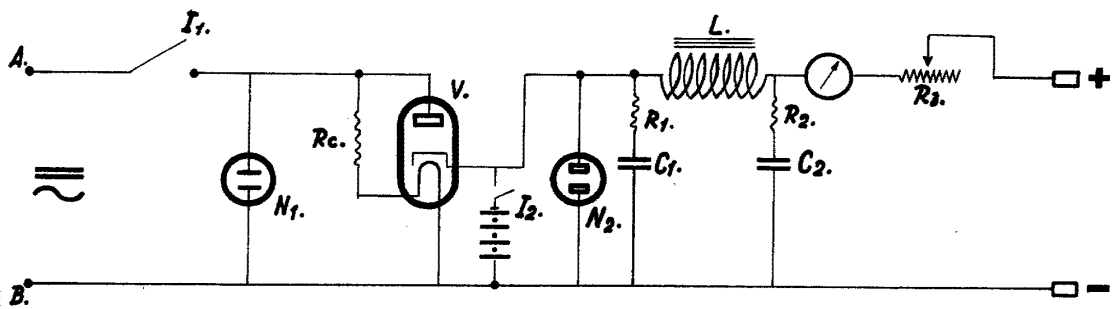 A.
I1.
V.
L.
+
Rc.
R1.
R2.
R3.
N1.
I2.
N2.
C1.
C2.
B.
-